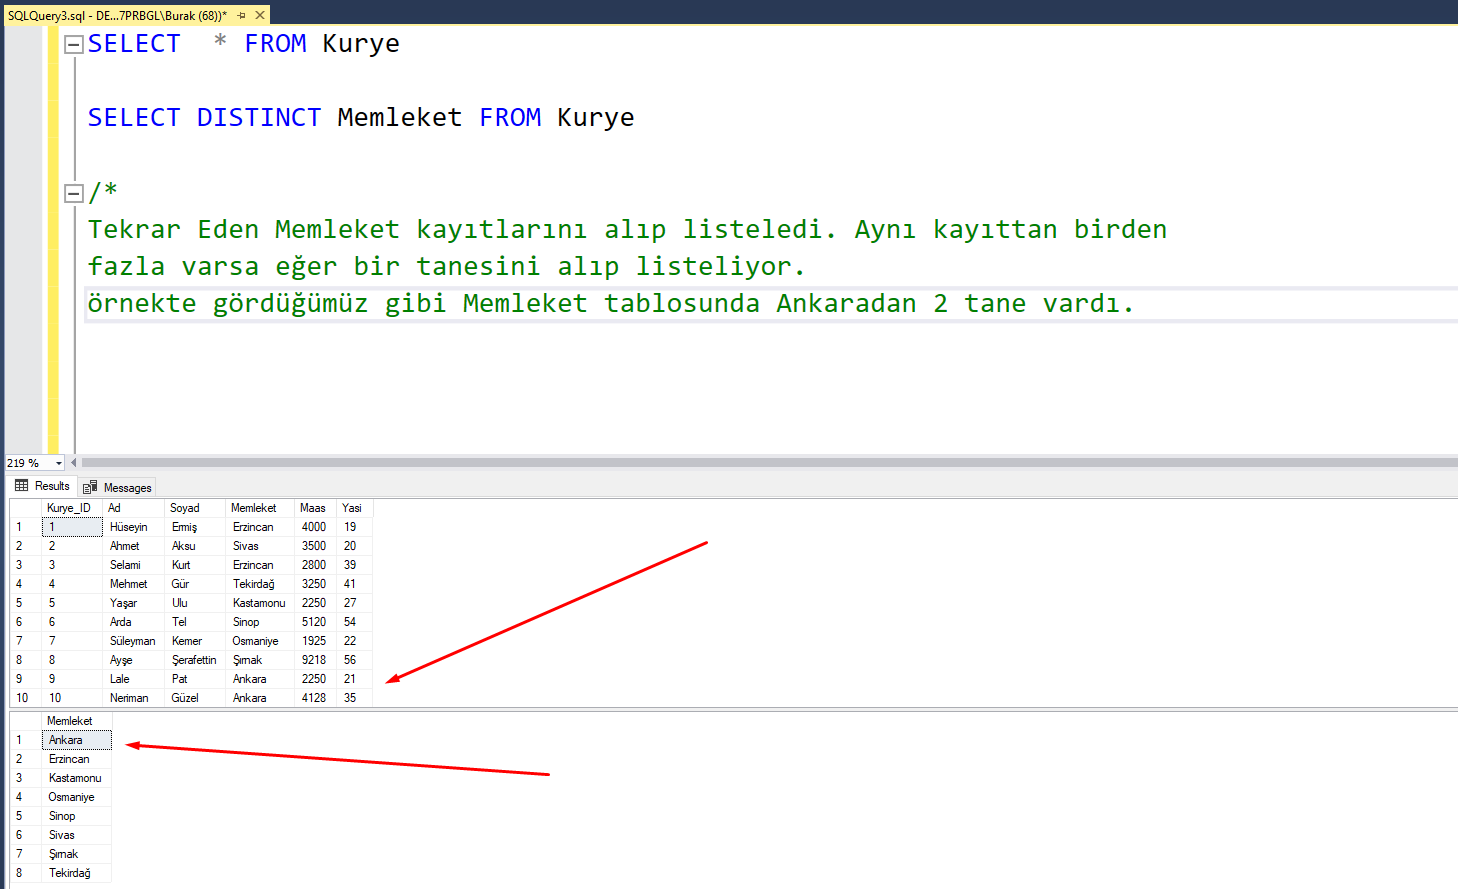 SQLQuery3.sql - DE...7PRBGL\Burak (68))*
SELECT  * FROM Kurye
SELECT DISTINCT Memleket FROM Kurye
/*
Tekrar Eden Memleket kayıtlarını alıp listeledi. Aynı kayıttan birden
fazla varsa eğer bir tanesini alıp listeliyor.
örnekte gördüğümüz gibi Memleket tablosunda Ankaradan 2 tane vardı.
219 %
Results Messages
Kurye_ID Ad Soyad Memleket Maas Yasi
1 1 Hüseyin Ermiş Erzincan 4000 19
2 2 Ahmet Aksu Sivas 3500 20
3 3 Selami Kurt Erzincan 2800 39
4 4 Mehmet Gür Tekirdağ 3250 41
5 5 Yaşar Ulu Kastamonu 2250 27
6 6 Arda Tel Sinop 5120 54
7 7 Süleyman Kemer Osmaniye 1925 22
8 8 Ayşe Şerafettin Şırnak 9218 56
9 9 Lale Pat Ankara 2250 21
10 10 Neriman Güzel Ankara 4128 35
Memleket
1 Ankara
2 Erzincan
3 Kastamonu
4 Osmaniye
5 Sinop
6 Sivas
7 Şırnak
8 Tekirdağ